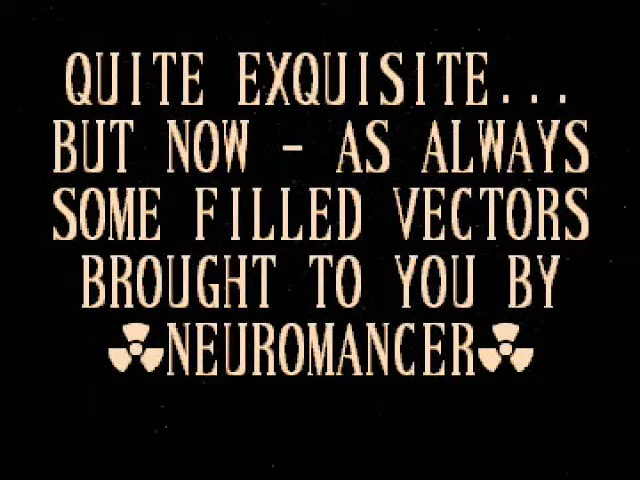 QUITE EXQUISITE...
BUT NOW - AS ALWAYS
SOME FILLED VECTORS
BROUGHT TO YOU BY
☢NEUROMANCER☢